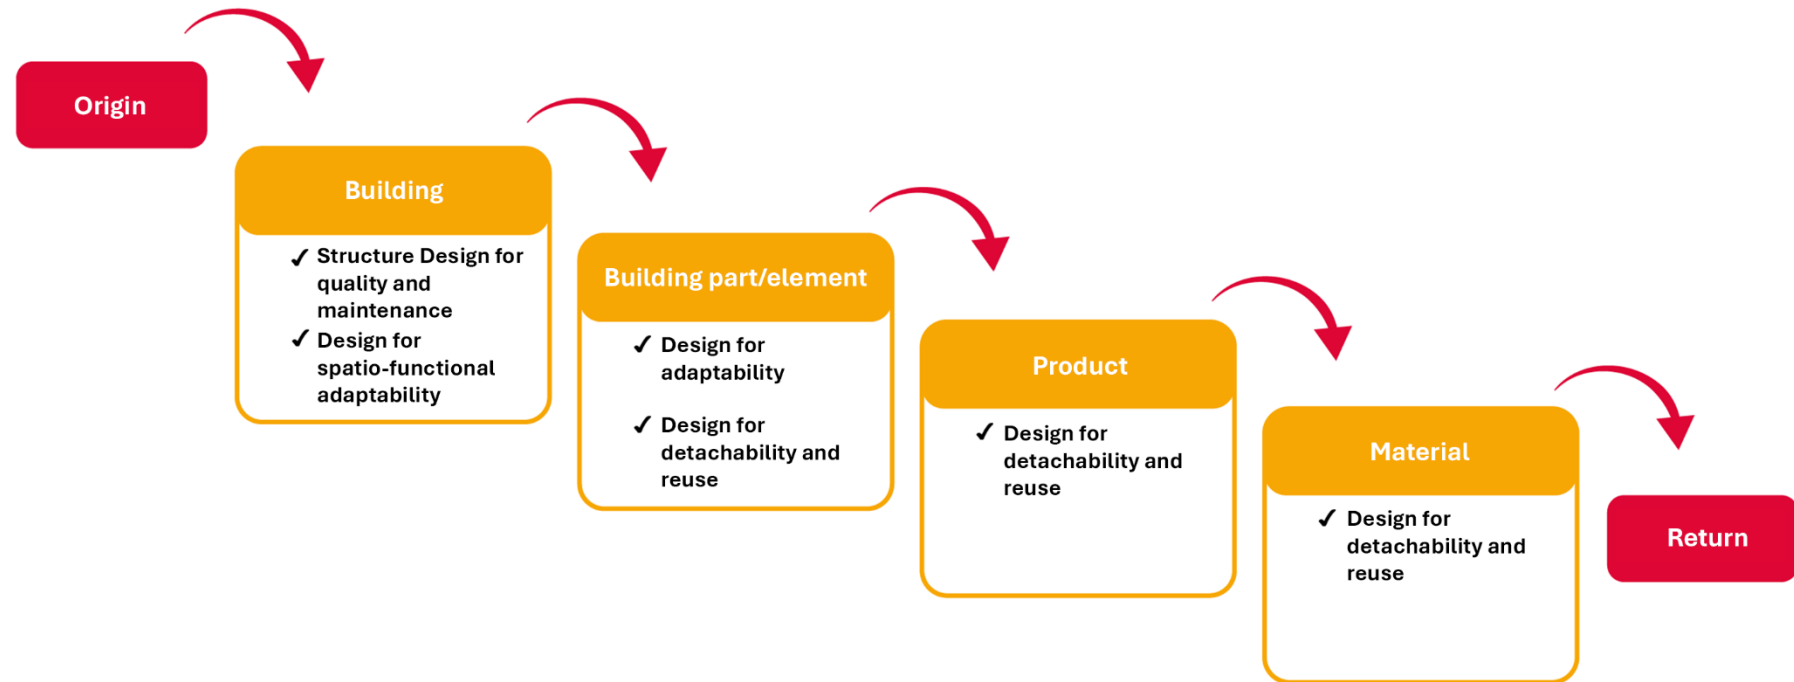 Origin
Building
✓ Structure Design for
quality and
maintenance
✓ Design for
spatio-functional
adaptability
Building part/element
✓ Design for
adaptability
✓ Design for
detachability and
reuse
Product
✓ Design for
detachability and
reuse
Material
✓ Design for
detachability and
reuse
Return